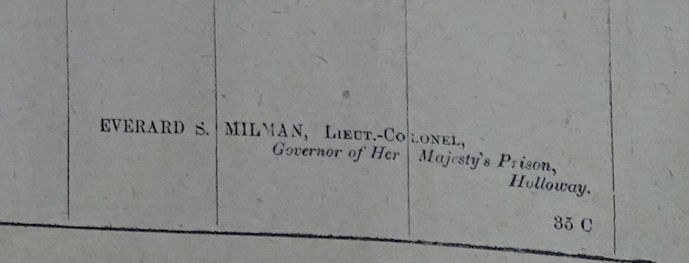 EVERARD S. MILMAN, LIEUT.-COLONEL,
Governor of Her Majesty's Prison,
Holloway.
35 C